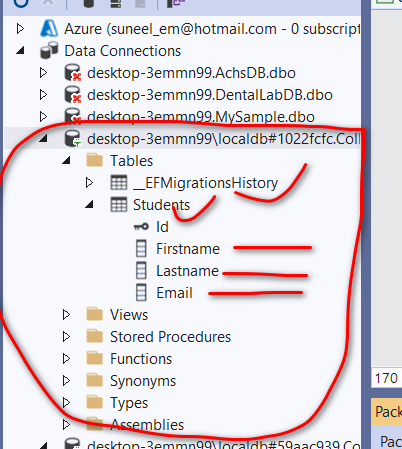 Azure (suneel_em@hotmail.com - 0 subscript
Data Connections
desktop-3emmn99.AchsDB.dbo
desktop-3emmn99.DentalLabDB.dbo
desktop-3emmn99.MySample.dbo
desktop-3emmn99\localdb#1022fcfc.Coll
Tables
__EFMigrationsHistory
Students
Id
Firstname
Lastname
Email
Views
Stored Procedures
Functions
Synonyms
Types
Assemblies
desktop-3emmn99\localdb#59aac939.Col
170
Pack
Pac